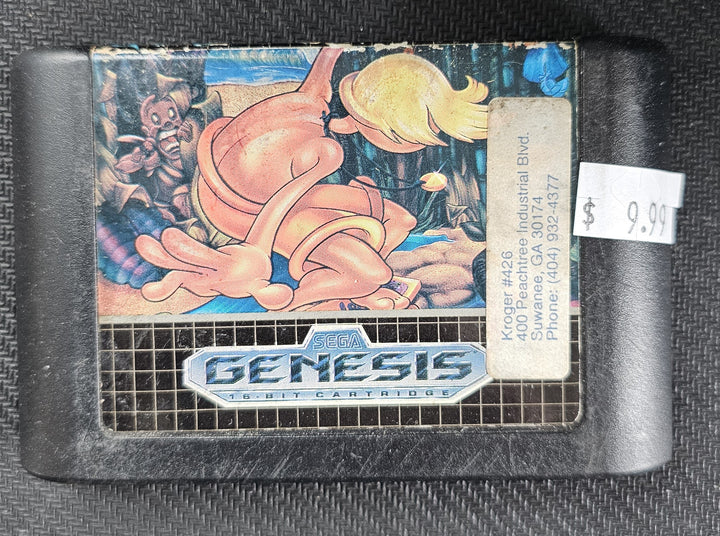 SEGA
GENESIS
16-BIT CARTRIDGE
Kroger #426
400 Peachtree Industrial Blvd.
Suwanee, GA 30174
Phone: (404) 932-4377
$ 9.99